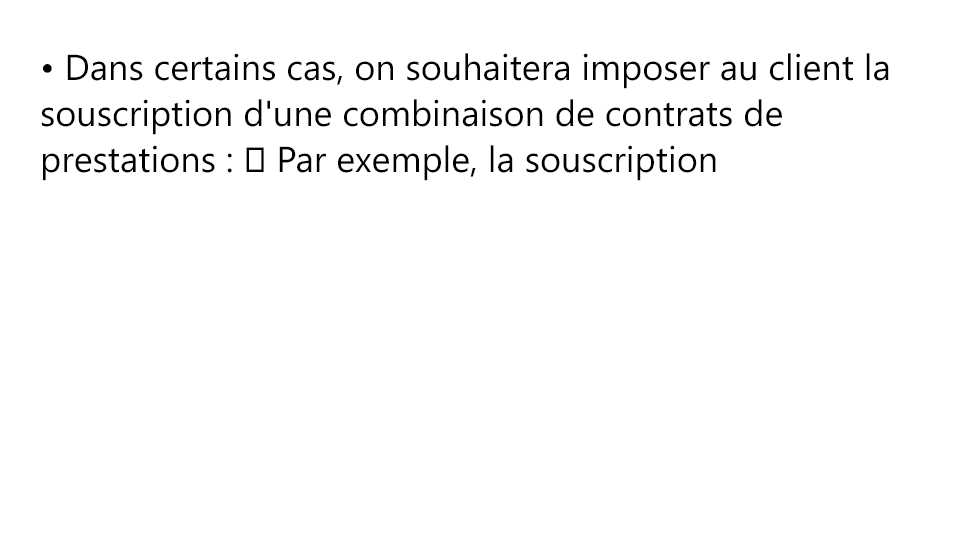 • Dans certains cas, on souhaitera imposer au client la
souscription d'une combinaison de contrats de
prestations :  Par exemple, la souscription